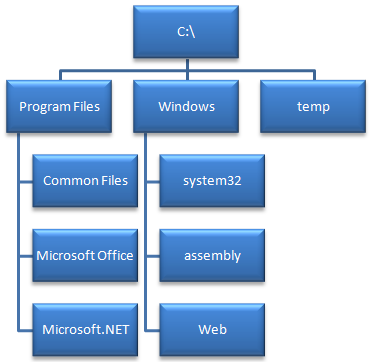 C:\
Program Files
Windows
temp
Common Files
system32
Microsoft Office
assembly
Microsoft.NET
Web